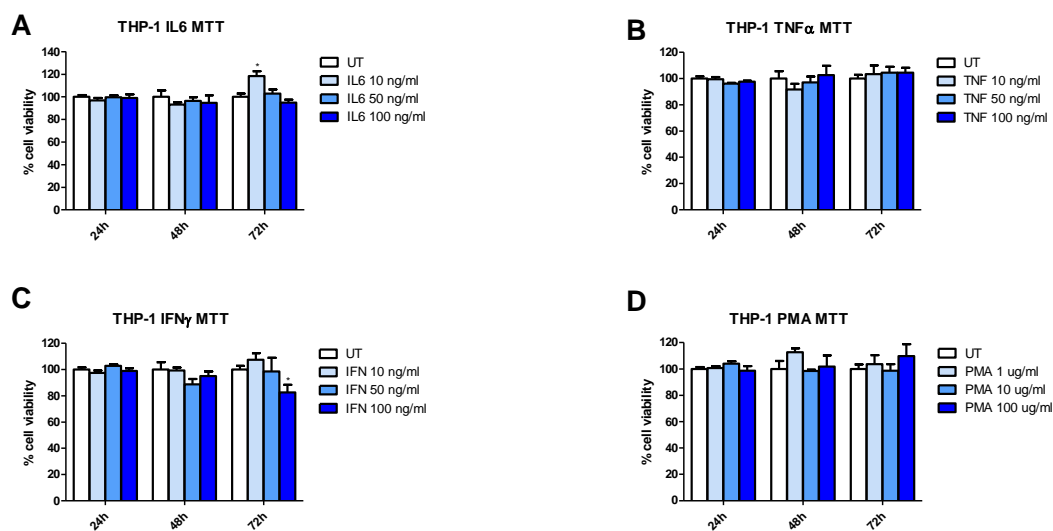 A
THP-1 IL6 MTT
% cell viability
140
120
100
80
60
40
20
0
*
24h
48h
72h
UT
IL6 10 ng/ml
IL6 50 ng/ml
IL6 100 ng/ml
B
THP-1 TNFα MTT
% cell viability
120
100
80
60
40
20
0
24h
48h
72h
UT
TNF 10 ng/ml
TNF 50 ng/ml
TNF 100 ng/ml
C
THP-1 IFNγ MTT
% cell viability
120
100
80
60
40
20
0
*
24h
48h
72h
UT
IFN 10 ng/ml
IFN 50 ng/ml
IFN 100 ng/ml
D
THP-1 PMA MTT
% cell viability
120
100
80
60
40
20
0
24h
48h
72h
UT
PMA 1 ug/ml
PMA 10 ug/ml
PMA 100 ug/ml